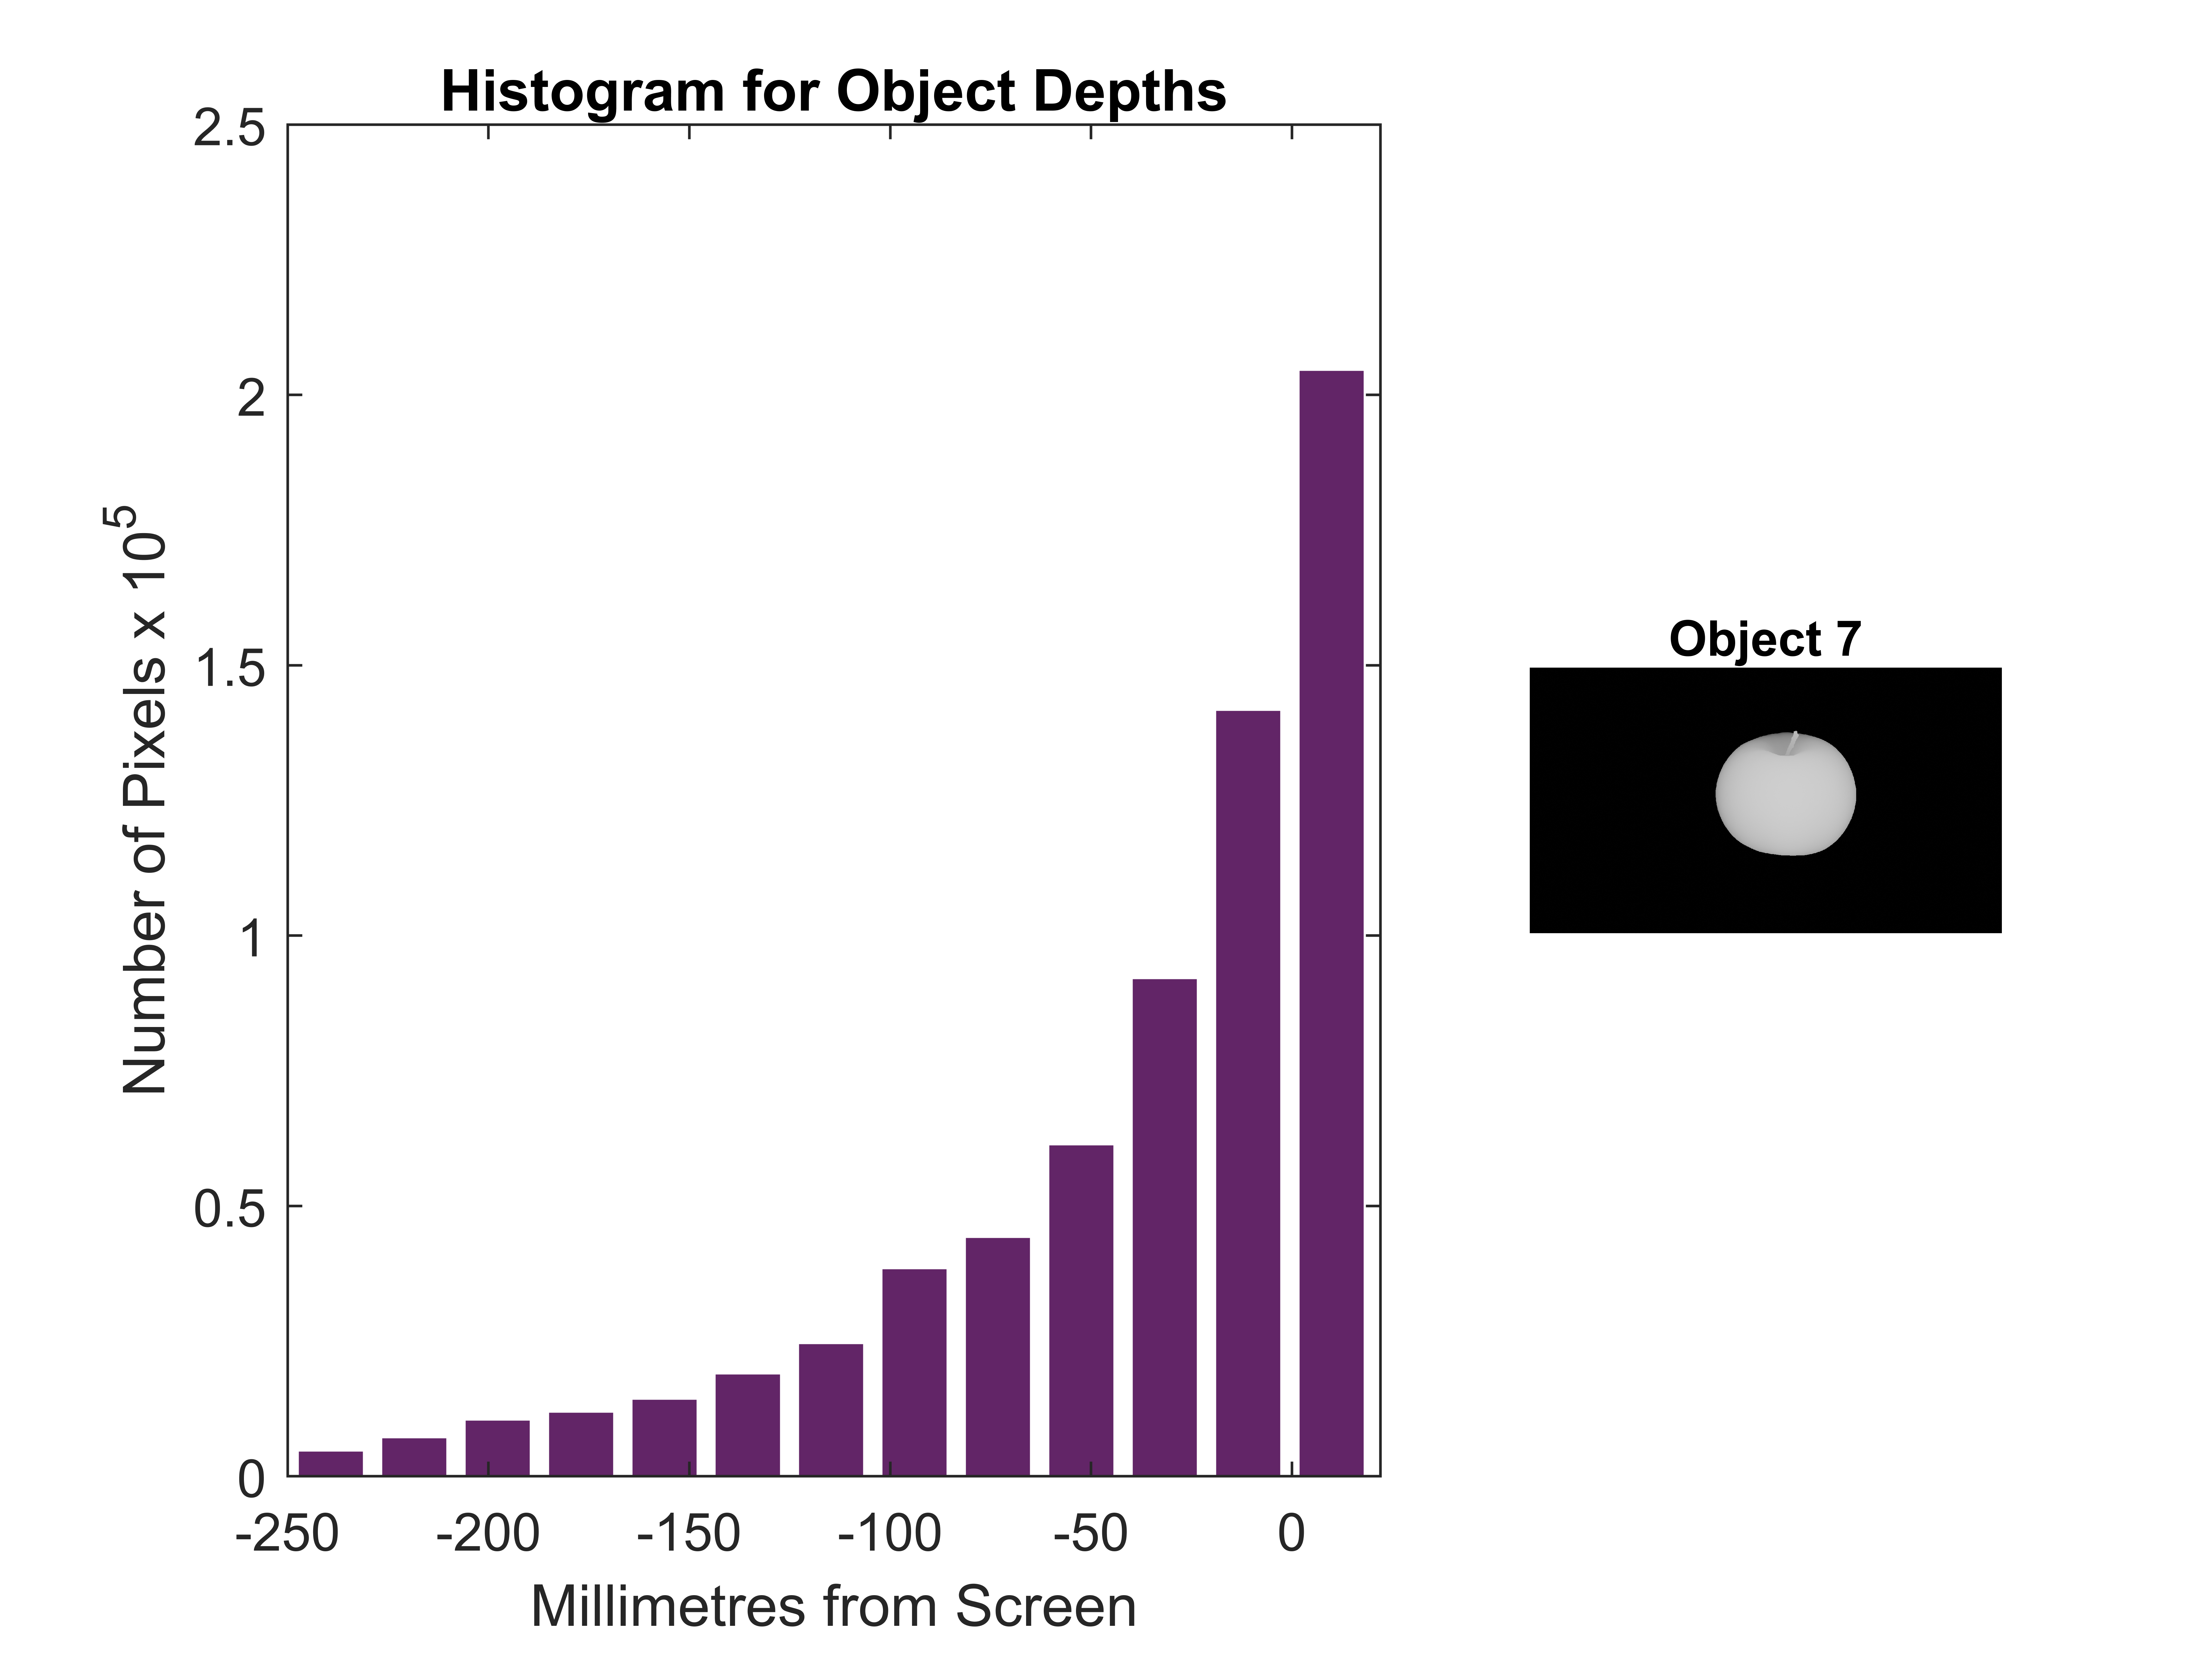 Histogram for Object Depths
2.5
2
1.5
1
0.5
0
Number of Pixels x 10^5
-250 -200 -150 -100 -50 0
Millimetres from Screen
Object 7